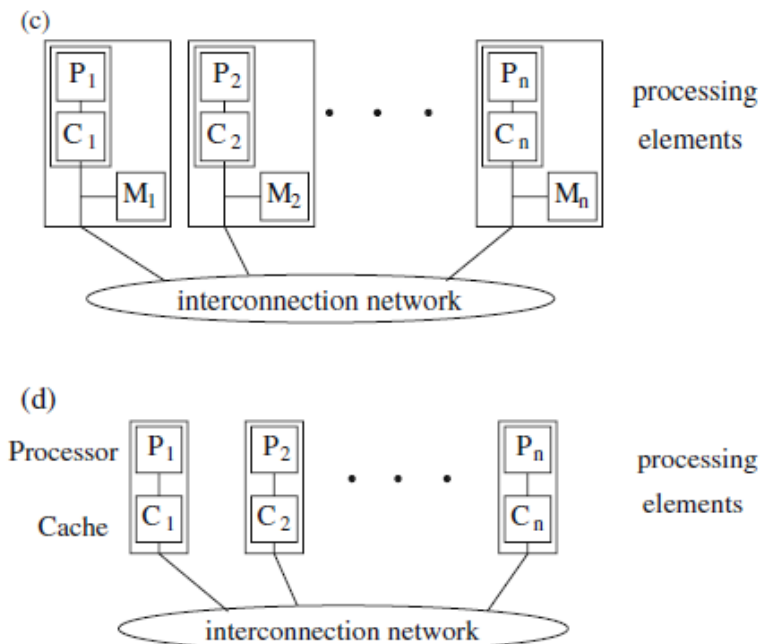 (c)
P1 P2 Pn processing
C1 C2 Cn elements
M1 M2 Mn
interconnection network
(d)
Processor P1 P2 Pn processing
Cache C1 C2 Cn elements
interconnection network